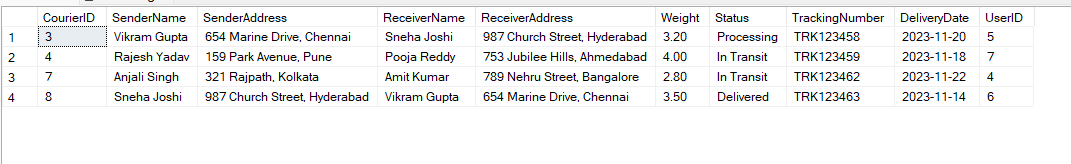 CourierID SenderName SenderAddress ReceiverName ReceiverAddress Weight Status TrackingNumber DeliveryDate UserID
1 3 Vikram Gupta 654 Marine Drive, Chennai Sneha Joshi 987 Church Street, Hyderabad 3.20 Processing TRK123458 2023-11-20 5
2 4 Rajesh Yadav 159 Park Avenue, Pune Pooja Reddy 753 Jubilee Hills, Ahmedabad 4.00 In Transit TRK123459 2023-11-18 7
3 7 Anjali Singh 321 Rajpath, Kolkata Amit Kumar 789 Nehru Street, Bangalore 2.80 In Transit TRK123462 2023-11-22 4
4 8 Sneha Joshi 987 Church Street, Hyderabad Vikram Gupta 654 Marine Drive, Chennai 3.50 Delivered TRK123463 2023-11-14 6